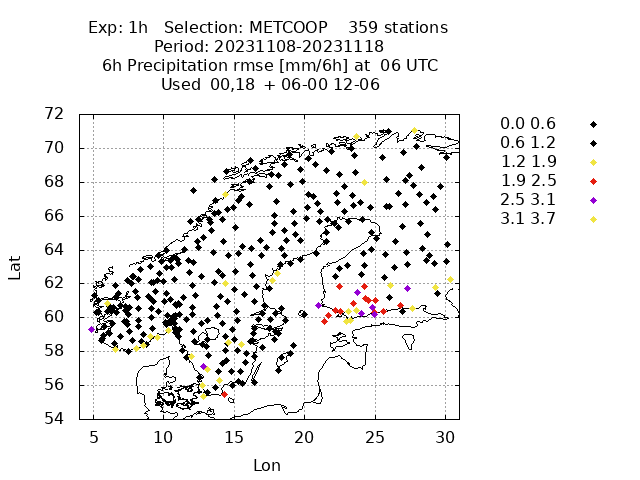 Exp: 1h   Selection: METCOOP    359 stations
Period: 20231108-20231118
6h Precipitation rmse [mm/6h] at  06 UTC
Used  00,18  + 06-00 12-06
72
70
68
66
64
62
60
58
56
54
Lat
5 10 15 20 25 30
Lon
0.0 0.6
0.6 1.2
1.2 1.9
1.9 2.5
2.5 3.1
3.1 3.7